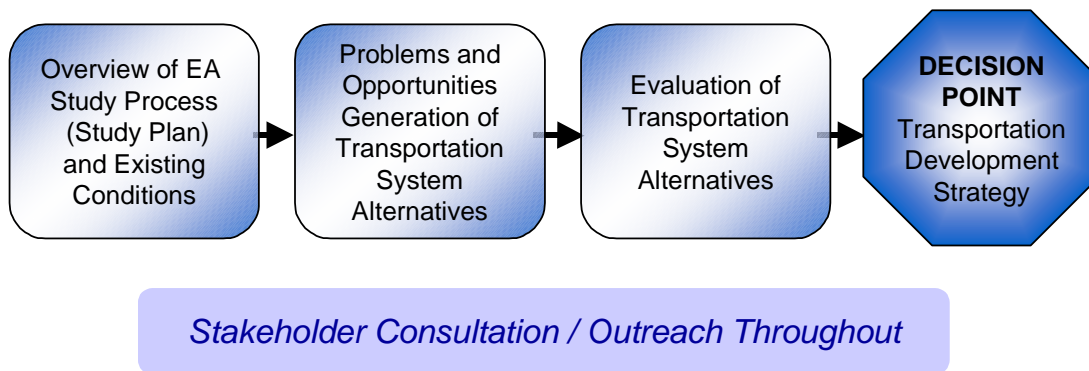 Overview of EA
Study Process
(Study Plan)
and Existing
Conditions
Problems and
Opportunities
Generation of
Transportation
System
Alternatives
Evaluation of
Transportation
System
Alternatives
DECISION
POINT
Transportation
Development
Strategy
Stakeholder Consultation / Outreach Throughout